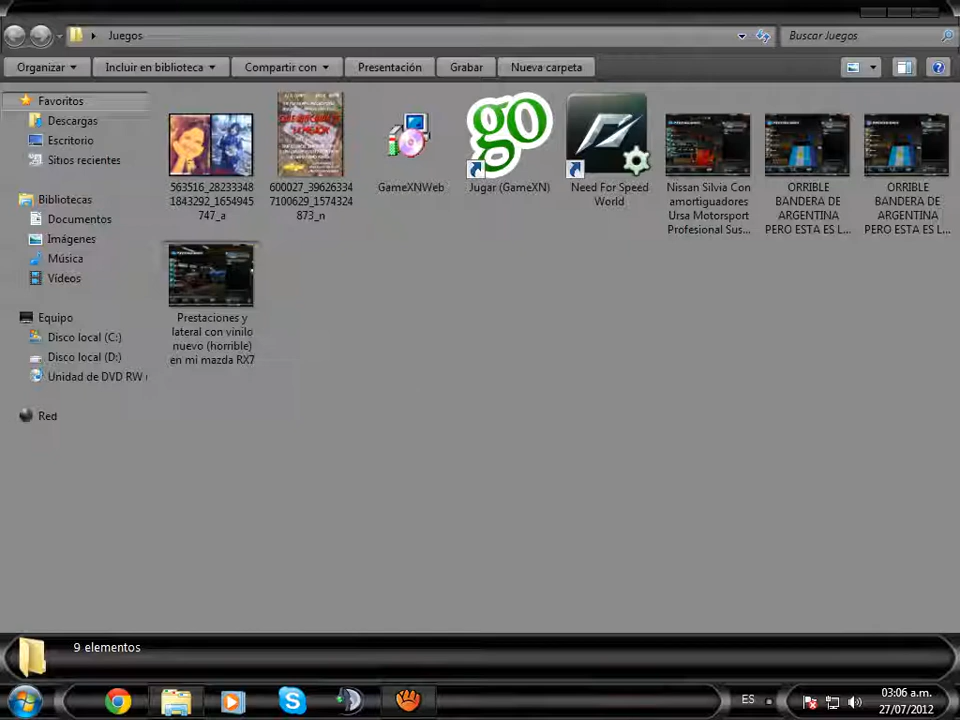 Juegos
Buscar Juegos
Organizar
Incluir en biblioteca
Compartir con
Presentación
Grabar
Nueva carpeta
Favoritos
Descargas
Escritorio
Sitios recientes
Bibliotecas
Documentos
Imágenes
Música
Vídeos
Equipo
Disco local (C:)
Disco local (D:)
Unidad de DVD RW
Red
563516_28233348
1843292_1654945
747_a
600027_39626334
7100629_1574324
873_n
GameXNWeb
go
Jugar (GameXN)
Need For Speed
World
Nissan Silvia Con
amortiguadores
Ursa Motorsport
Profesional Sus...
ORRIBLE
BANDERA DE
ARGENTINA
PERO ESTA ES L...
ORRIBLE
BANDERA DE
ARGENTINA
PERO ESTA ES L...
Prestaciones y
lateral con vinilo
nuevo (horrible)
en mi mazda RX7
9 elementos
ES
03:06 a.m.
27/07/2012